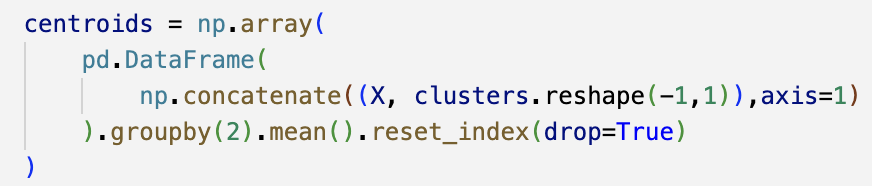 centroids = np.array(
    pd.DataFrame(
        np.concatenate((X, clusters.reshape(-1,1)),axis=1)
    ).groupby(2).mean().reset_index(drop=True)
)